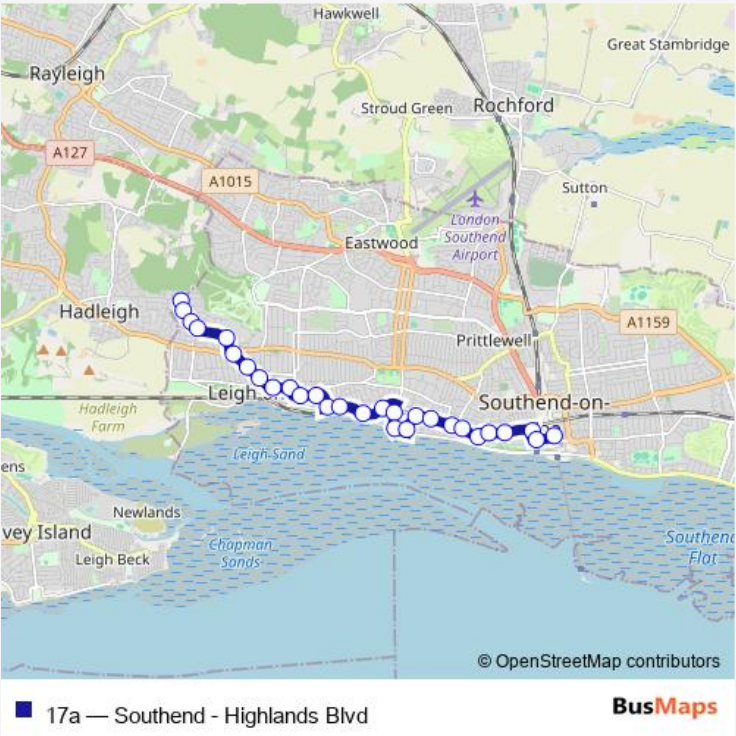 Hawkwell
Great Stambridge
Rayleigh
Stroud Green
Rochford
A127
A1015
Sutton
London
Southend
Airport
Eastwood
Hadleigh
A1159
Prittlewell
Leigh-o
Southend-on-
Hadleigh
Farm
Leigh Sand
ens
Newlands
vey Island
Southend
Flat
Chapman
Sands
Leigh Beck
© OpenStreetMap contributors
17a — Southend - Highlands Blvd
BusMaps